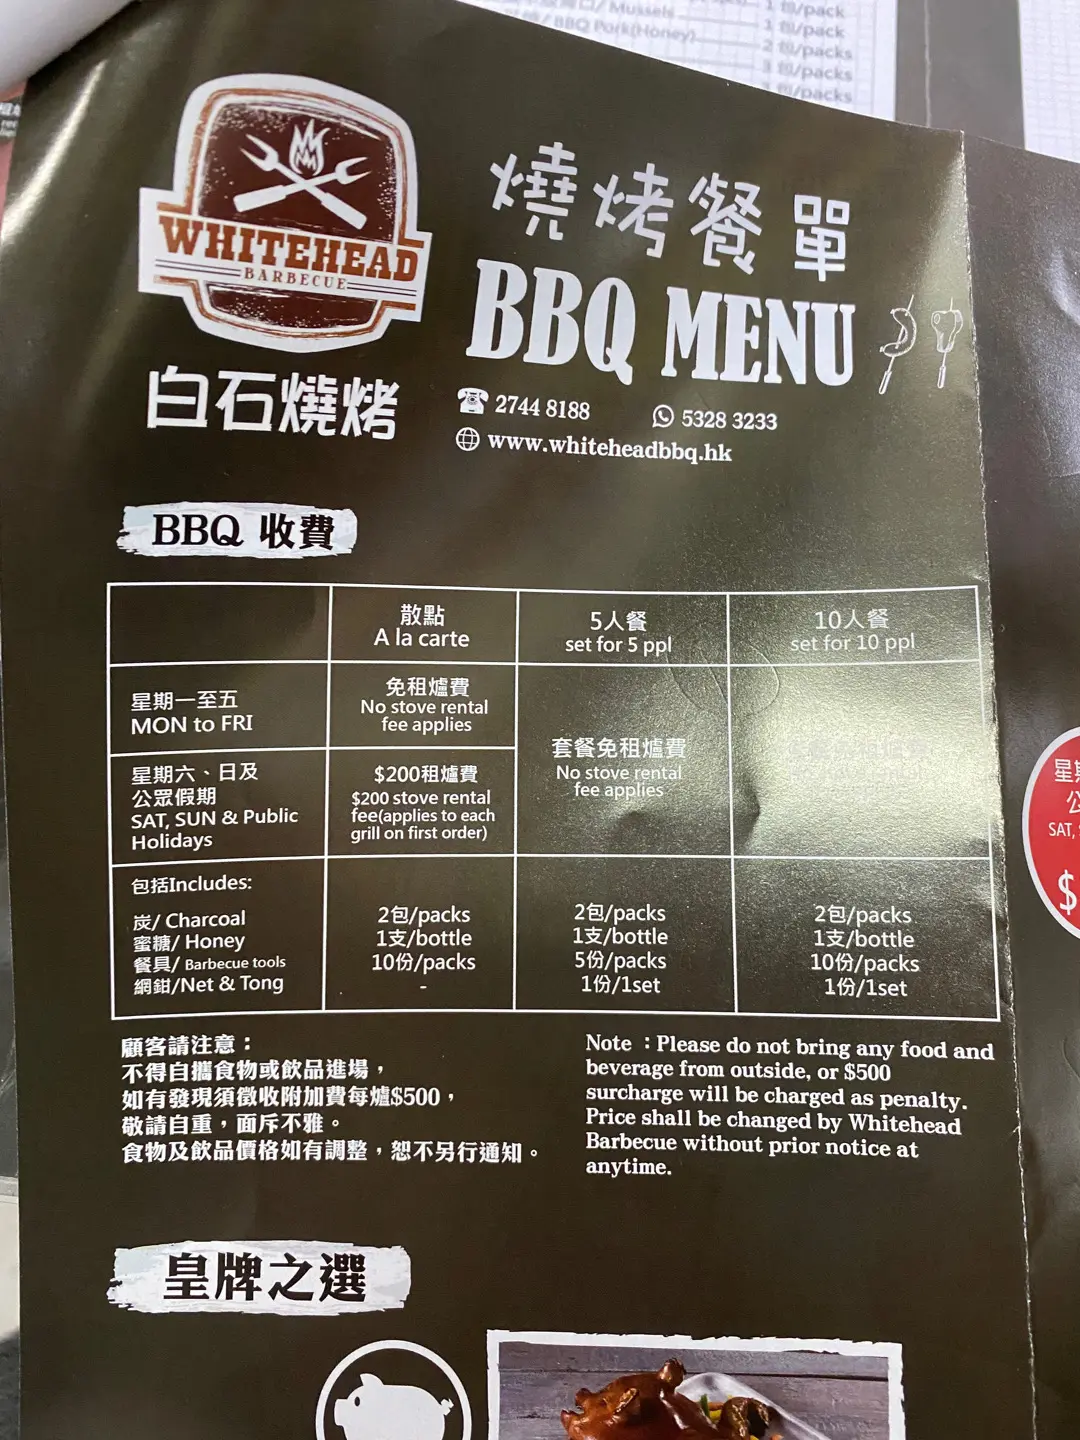 / Mussels
1 包/pack
/ BBQ Pork(Honey)
1 包/pack
2 包/packs
3 包/packs
包/packs
WHITEHEAD
BARBECUE
白石燒烤
燒烤餐單
BBQ MENU
2744 8188
5328 3233
www.whiteheadbbq.hk
BBQ 收費
散點
A la carte
5人餐
set for 5 ppl
10人餐
set for 10 ppl
星期一至五
MON to FRI
免租爐費
No stove rental
fee applies
套餐免租爐費
No stove rental
fee applies
星期六、日及
公眾假期
SAT, SUN & Public
Holidays
$200租爐費
$200 stove rental
fee(applies to each
grill on first order)
包括Includes:
炭/ Charcoal
2包/packs
2包/packs
2包/packs
蜜糖/ Honey
1支/bottle
1支/bottle
1支/bottle
餐具/ Barbecue tools
10份/packs
5份/packs
10份/packs
網鉗/Net & Tong
-
1份/1set
1份/1set
顧客請注意：
不得自攜食物或飲品進場，
如有發現須徵收附加費每爐$500，
敬請自重，面斥不雅。
食物及飲品價格如有調整，恕不另行通知。
Note：Please do not bring any food and
beverage from outside, or $500
surcharge will be charged as penalty.
Price shall be changed by Whitehead
Barbecue without prior notice at
anytime.
皇牌之選
星
SAT,
$